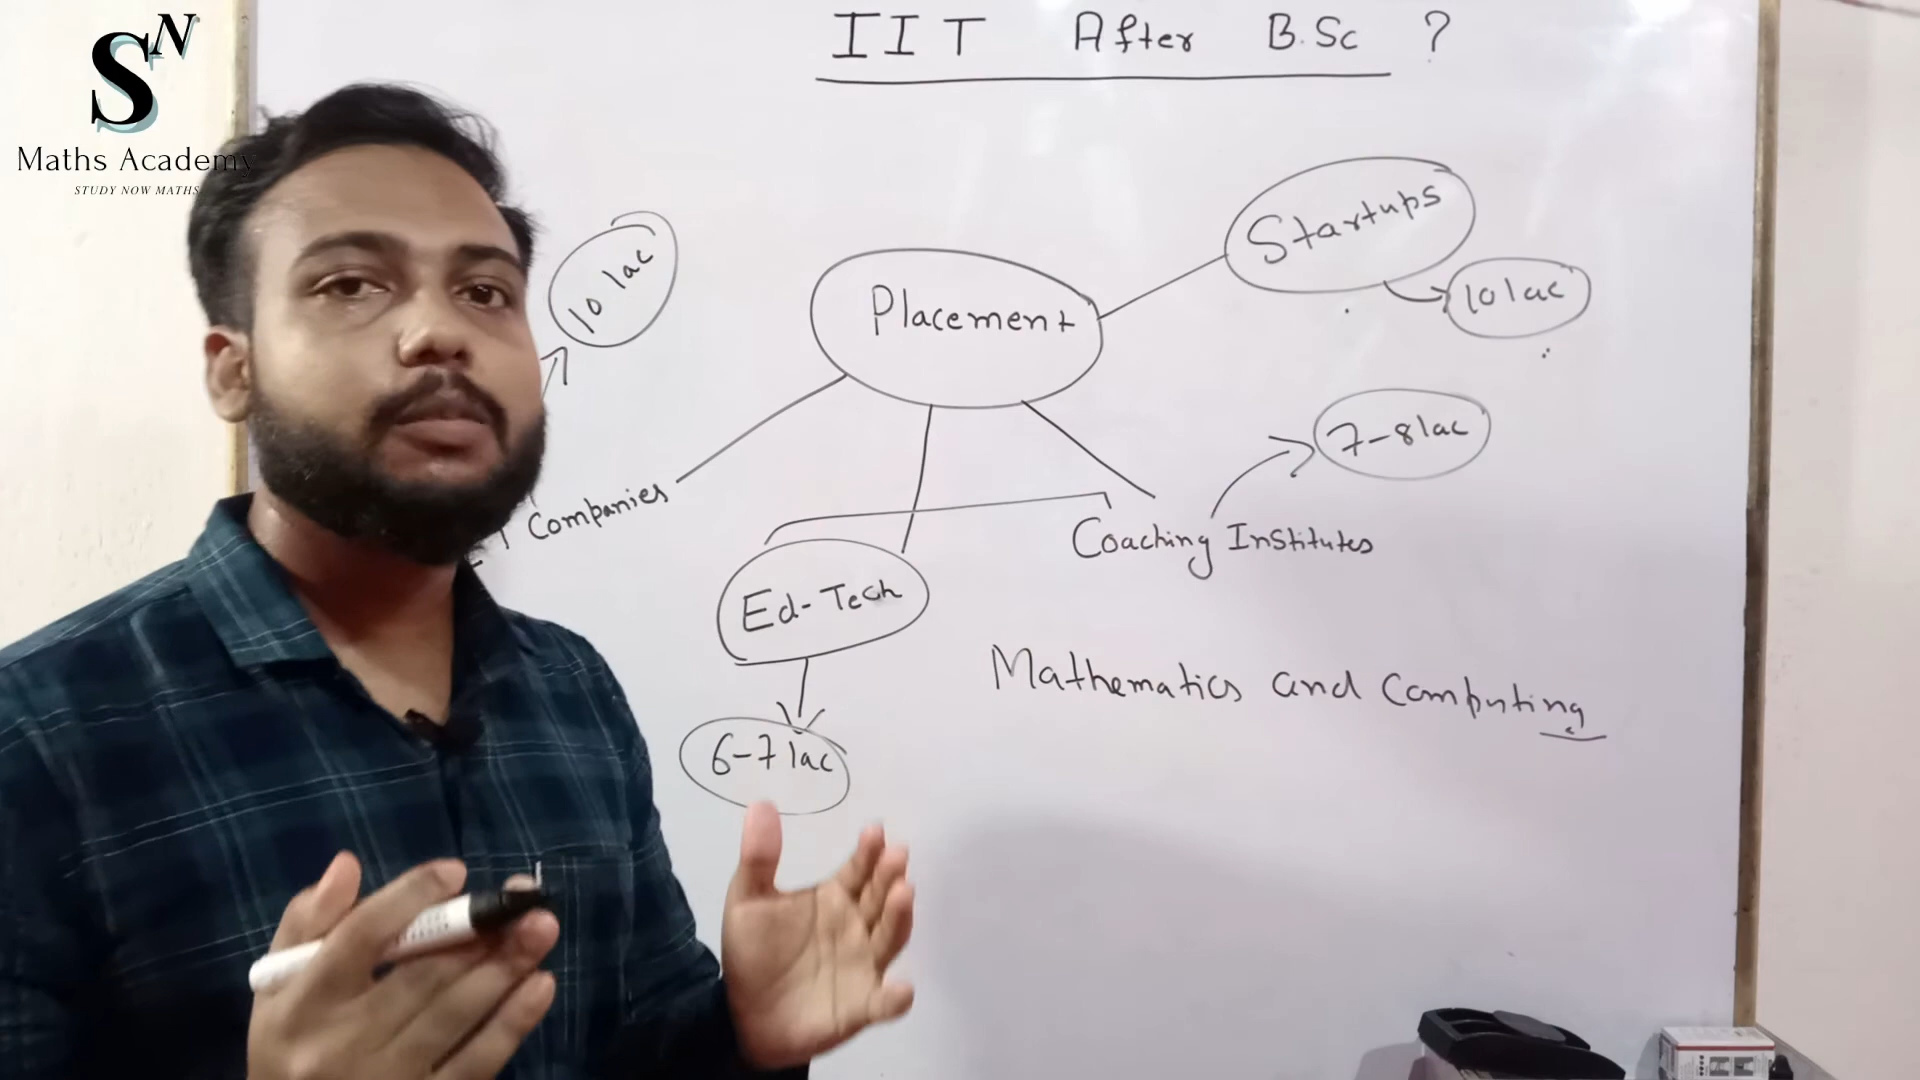 S N
Maths Academy
STUDY NOW MATHS
IIT After B.Sc ?
Startups
10 lac
10 lac
Placement
7-8 lac
Companies
Coaching Institutes
Ed-Tech
Mathematics and Computing
6-7 lac